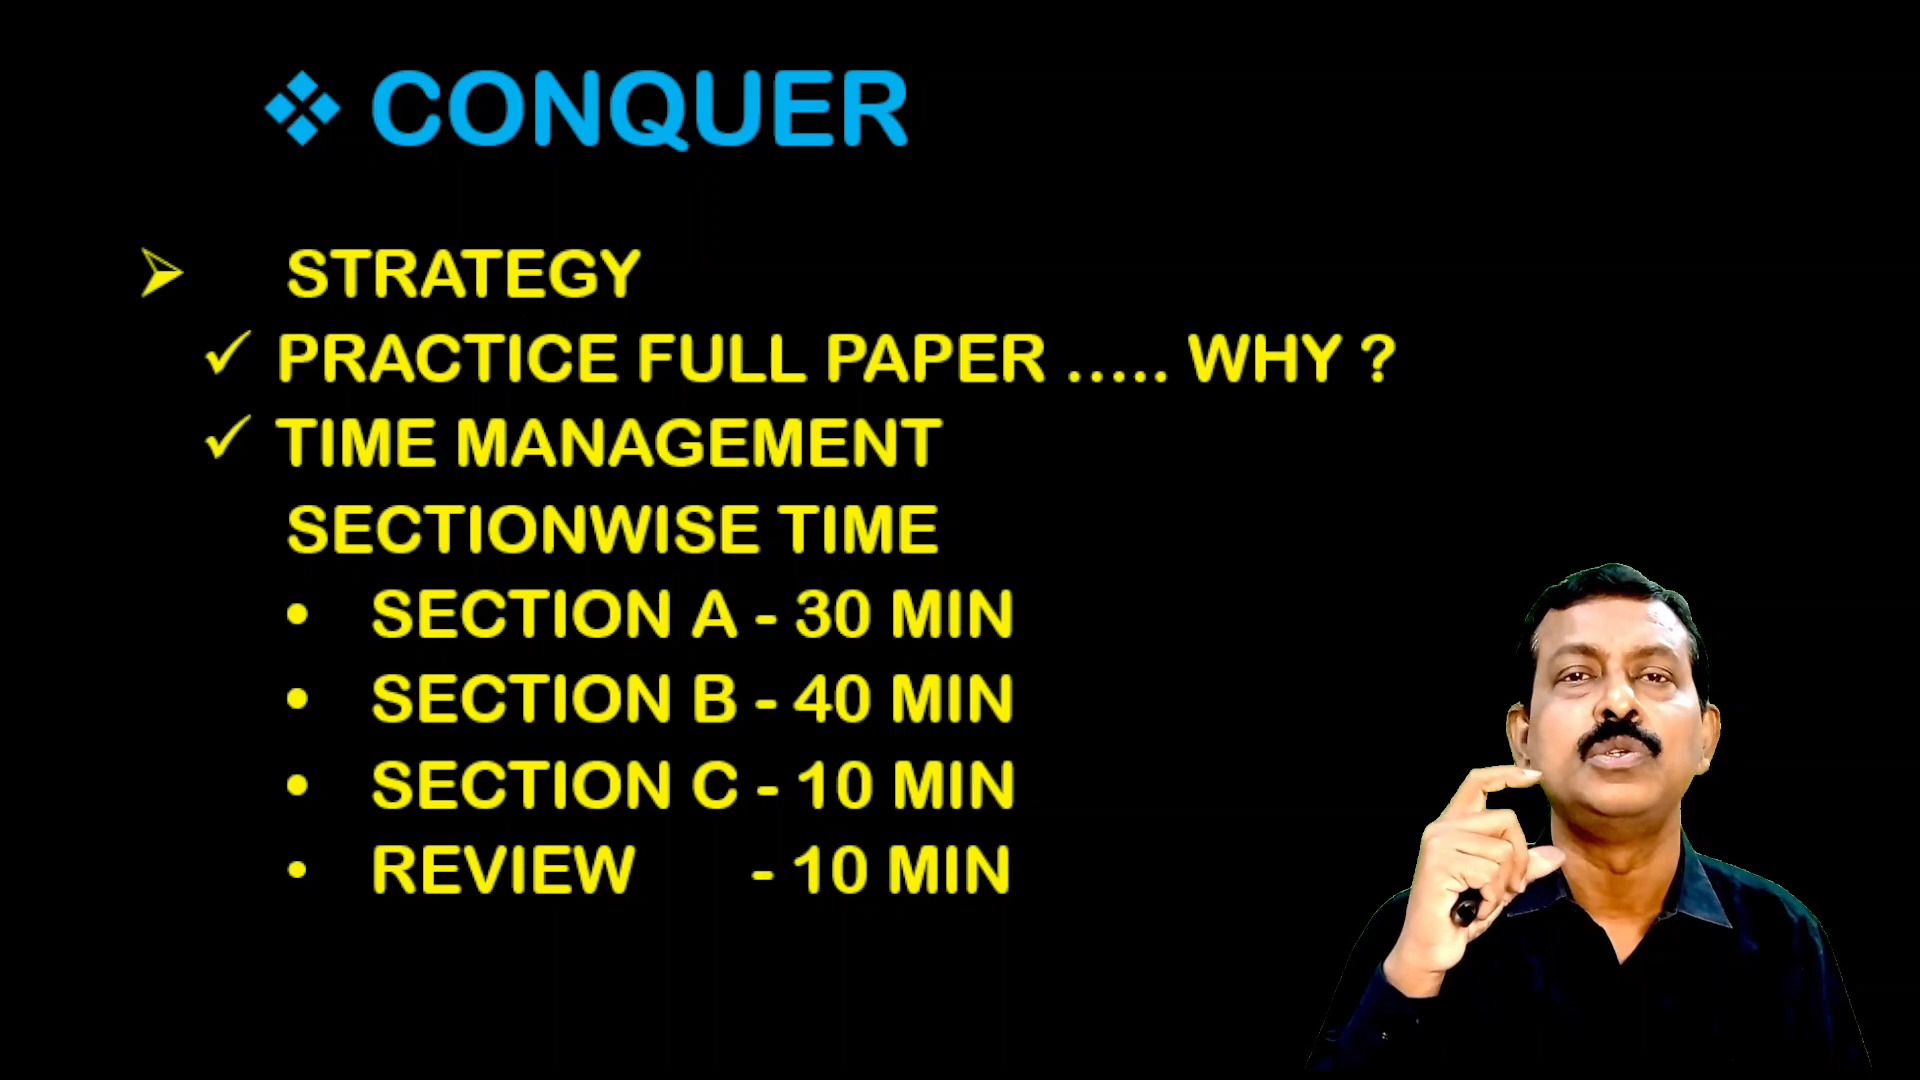 ❖ CONQUER
➢ STRATEGY
✓ PRACTICE FULL PAPER ..... WHY ?
✓ TIME MANAGEMENT
SECTIONWISE TIME
• SECTION A - 30 MIN
• SECTION B - 40 MIN
• SECTION C - 10 MIN
• REVIEW - 10 MIN